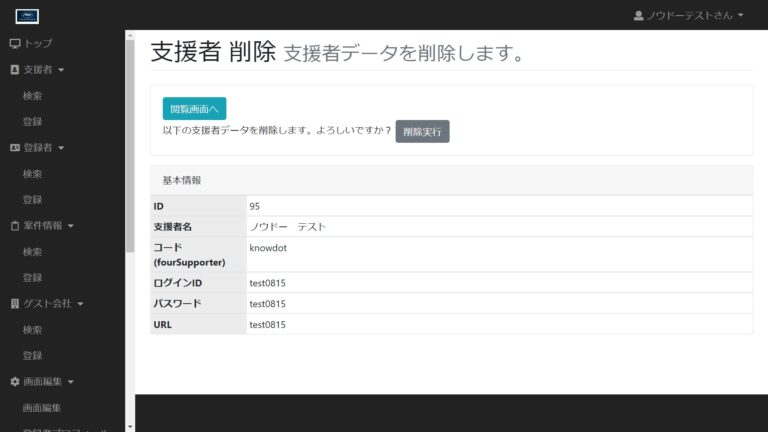 ノウドーテストさん
トップ
支援者
検索
登録
登録者
検索
登録
案件情報
検索
登録
ゲスト会社
検索
登録
画面編集
画面編集
支援者 削除 支援者データを削除します。
閲覧画面へ
以下の支援者データを削除します。よろしいですか？ 削除実行
基本情報
ID 95
支援者名 ノウドー　テスト
コード knowdot
(fourSupporter)
ログインID test0815
パスワード test0815
URL test0815